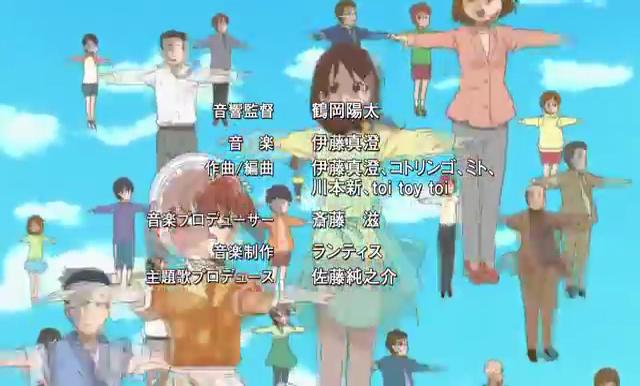 音響監督 鶴岡陽太
音　楽 伊藤真澄
作曲/編曲 伊藤真澄、コトリンゴ、ミト、
川本新、toi toy toi
音楽プロデューサー 斎藤　滋
音楽制作 ランティス
主題歌プロデュース 佐藤純之介